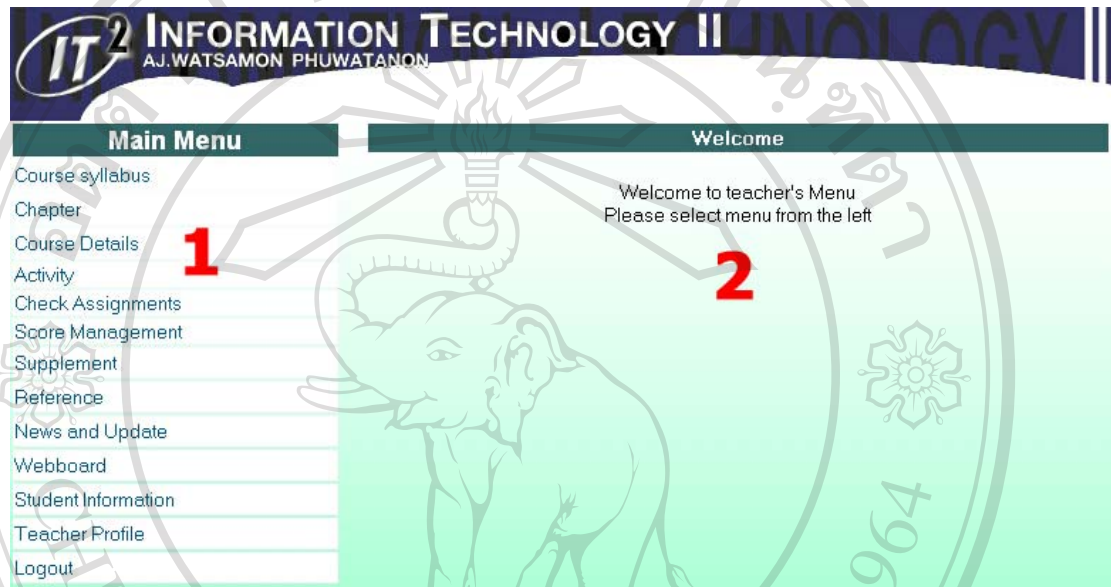 IT2 INFORMATION TECHNOLOGY II
AJ.WATSAMON PHUWATANON
Main Menu
Course syllabus
Chapter
Course Details
Activity
Check Assignments
Score Management
Supplement
Reference
News and Update
Webboard
Student Information
Teacher Profile
Logout
1
Welcome
Welcome to teacher's Menu
Please select menu from the left
2
1964